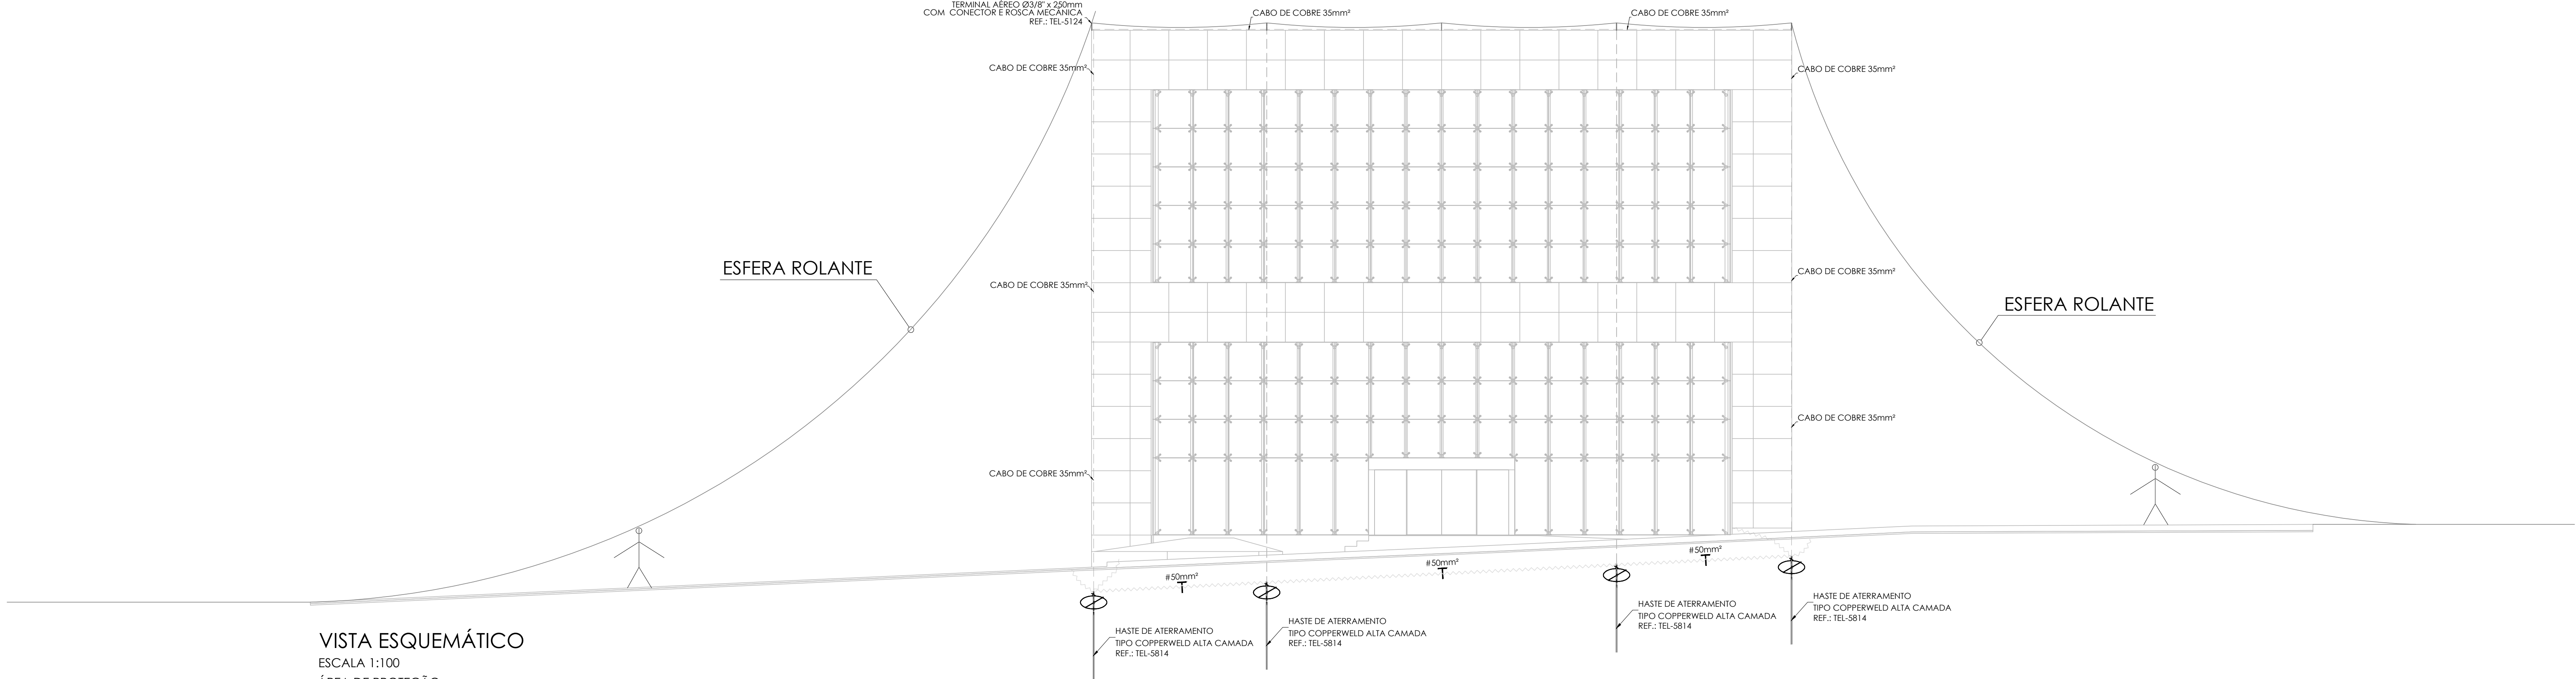 TERMINAL AÉREO Ø3/8" x 250mm
COM CONECTOR E ROSCA MECÂNICA
REF.: TEL-5124
CABO DE COBRE 35mm²
CABO DE COBRE 35mm²
CABO DE COBRE 35mm²
CABO DE COBRE 35mm²
ESFERA ROLANTE
CABO DE COBRE 35mm²
CABO DE COBRE 35mm²
ESFERA ROLANTE
CABO DE COBRE 35mm²
CABO DE COBRE 35mm²
#50mm²
#50mm²
#50mm²
HASTE DE ATERRAMENTO
TIPO COPPERWELD ALTA CAMADA
REF.: TEL-5814
HASTE DE ATERRAMENTO
TIPO COPPERWELD ALTA CAMADA
REF.: TEL-5814
HASTE DE ATERRAMENTO
TIPO COPPERWELD ALTA CAMADA
REF.: TEL-5814
HASTE DE ATERRAMENTO
TIPO COPPERWELD ALTA CAMADA
REF.: TEL-5814
VISTA ESQUEMÁTICO
ESCALA 1:100
ÁREA DE PROTEÇÃO